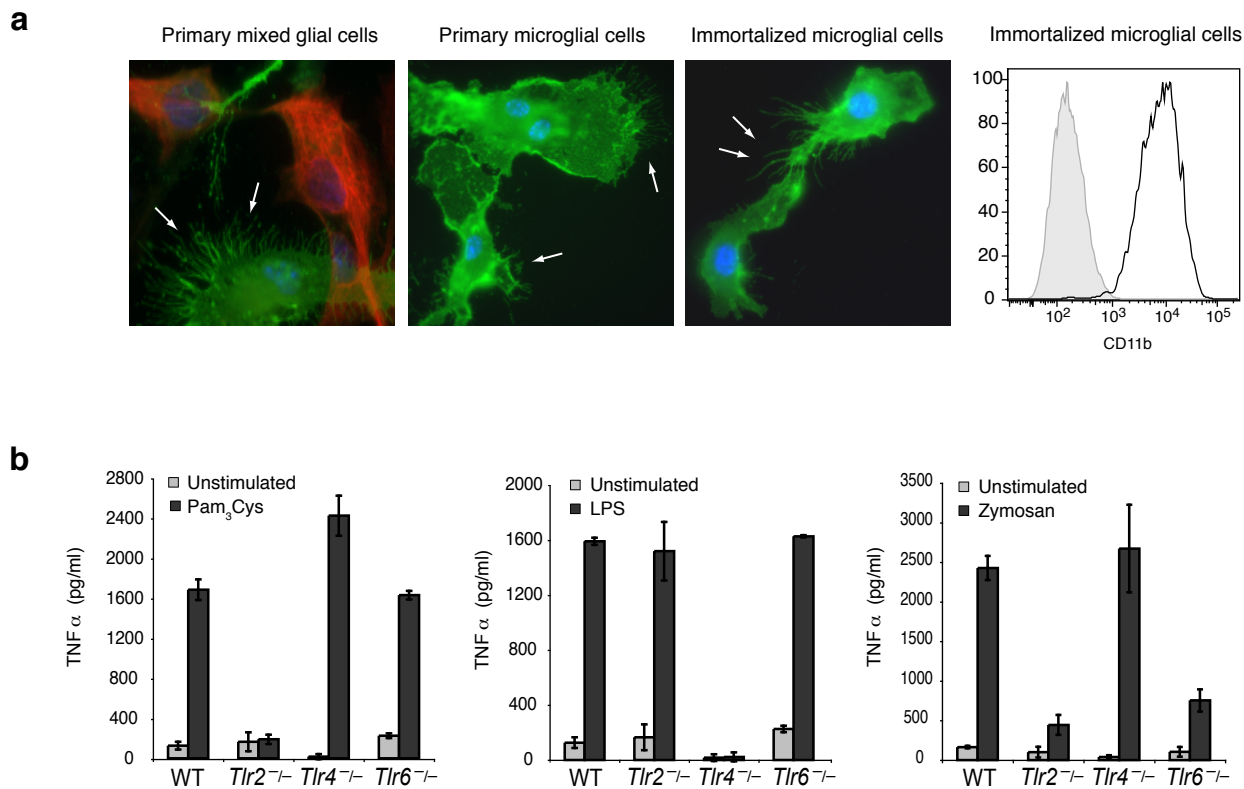 a
Primary mixed glial cells
Primary microglial cells
Immortalized microglial cells
Immortalized microglial cells
100
80
60
40
20
0
10²
10³
10⁴
10⁵
CD11b
b
2800
2400
2000
1600
1200
800
400
0
TNF α (pg/ml)
Unstimulated
Pam₃Cys
WT
Tlr2⁻/⁻
Tlr4⁻/⁻
Tlr6⁻/⁻
2000
1600
1200
800
400
0
TNF α (pg/ml)
Unstimulated
LPS
WT
Tlr2⁻/⁻
Tlr4⁻/⁻
Tlr6⁻/⁻
3500
3000
2500
2000
1500
1000
500
0
TNF α (pg/ml)
Unstimulated
Zymosan
WT
Tlr2⁻/⁻
Tlr4⁻/⁻
Tlr6⁻/⁻